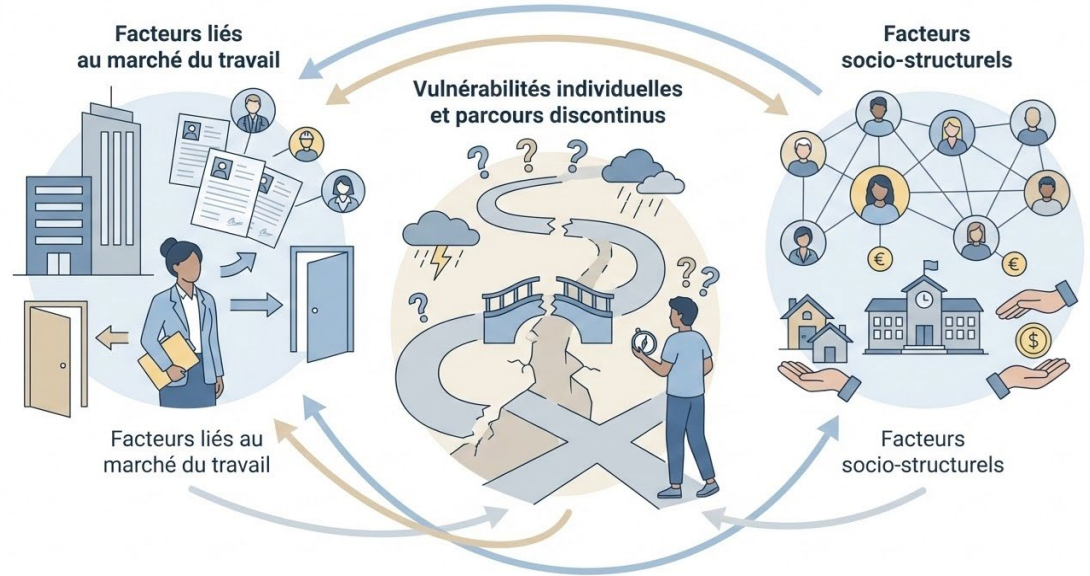 Facteurs liés
au marché du travail
Vulnérabilités individuelles
et parcours discontinus
Facteurs
socio-structurels
?
?
?
?
?
?
€
€
$
Facteurs liés au
marché du travail
Facteurs
socio-structurels